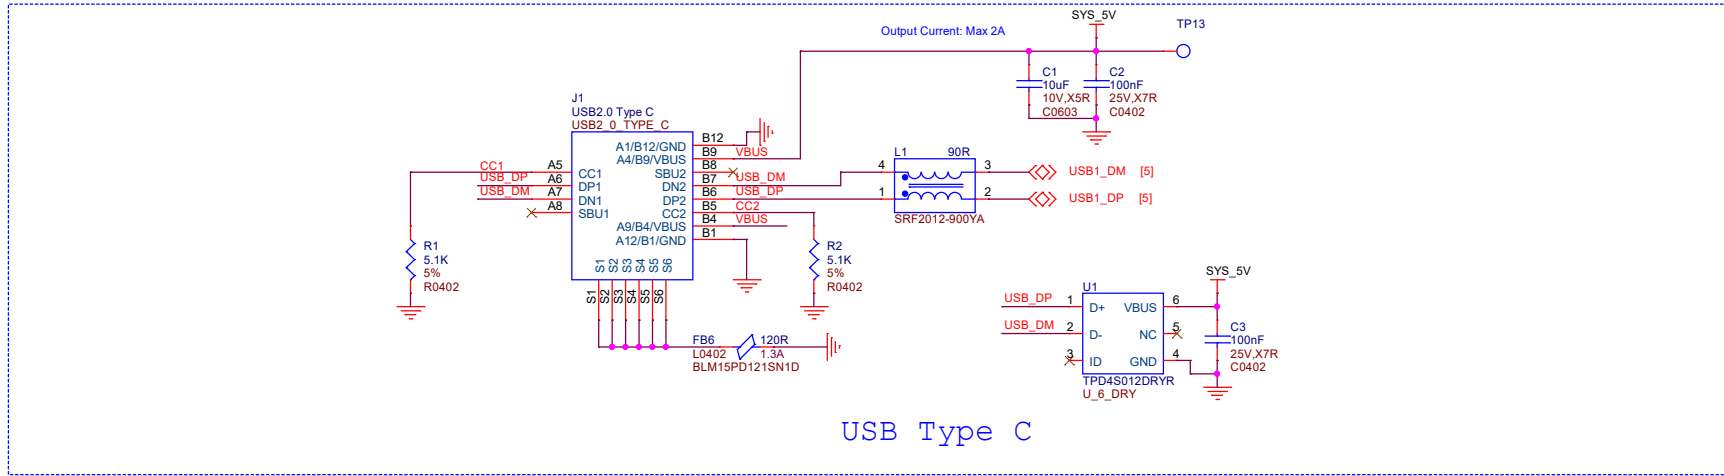 Output Current: Max 2A
SYS_5V
TP13
C1
10uF
10V,X5R
C0603
C2
100nF
25V,X7R
C0402
J1
USB2.0 Type C
USB2_0_TYPE_C
CC1 A5 CC1
USB_DP A6 DP1
USB_DM A7 DN1
A8 SBU1
A1/B12/GND B12
A4/B9/VBUS B9 VBUS
SBU2 B8
DN2 B7 USB_DM
DP2 B6 USB_DP
CC2 B5 CC2
A9/B4/VBUS B4 VBUS
A12/B1/GND B1
S1 S2 S3 S4 S5 S6
S1 S2 S3 S4 S5 S6
L1 90R
4 3
1 2
SRF2012-900YA
USB1_DM [5]
USB1_DP [5]
R1
5.1K
5%
R0402
R2
5.1K
5%
R0402
FB6 120R
L0402 1.3A
BLM15PD121SN1D
SYS_5V
U1
USB_DP 1 D+ VBUS 6
USB_DM 2 D- NC 5
3 ID GND 4
TPD4S012DRYR
U_6_DRY
C3
100nF
25V,X7R
C0402
USB Type C